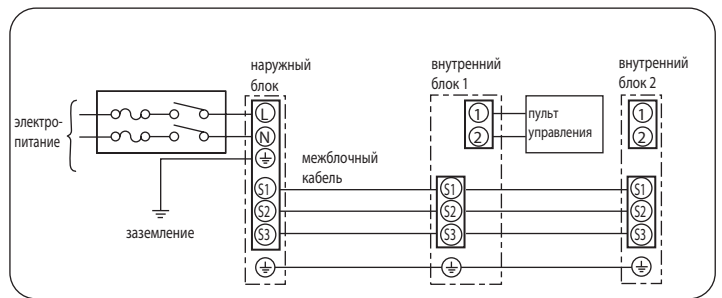 наружный
блок
внутренний
блок 1
внутренний
блок 2
электро-
питание
L
N
1
2
пульт
управления
1
2
межблочный
кабель
S1
S2
S3
S1
S2
S3
S1
S2
S3
заземление